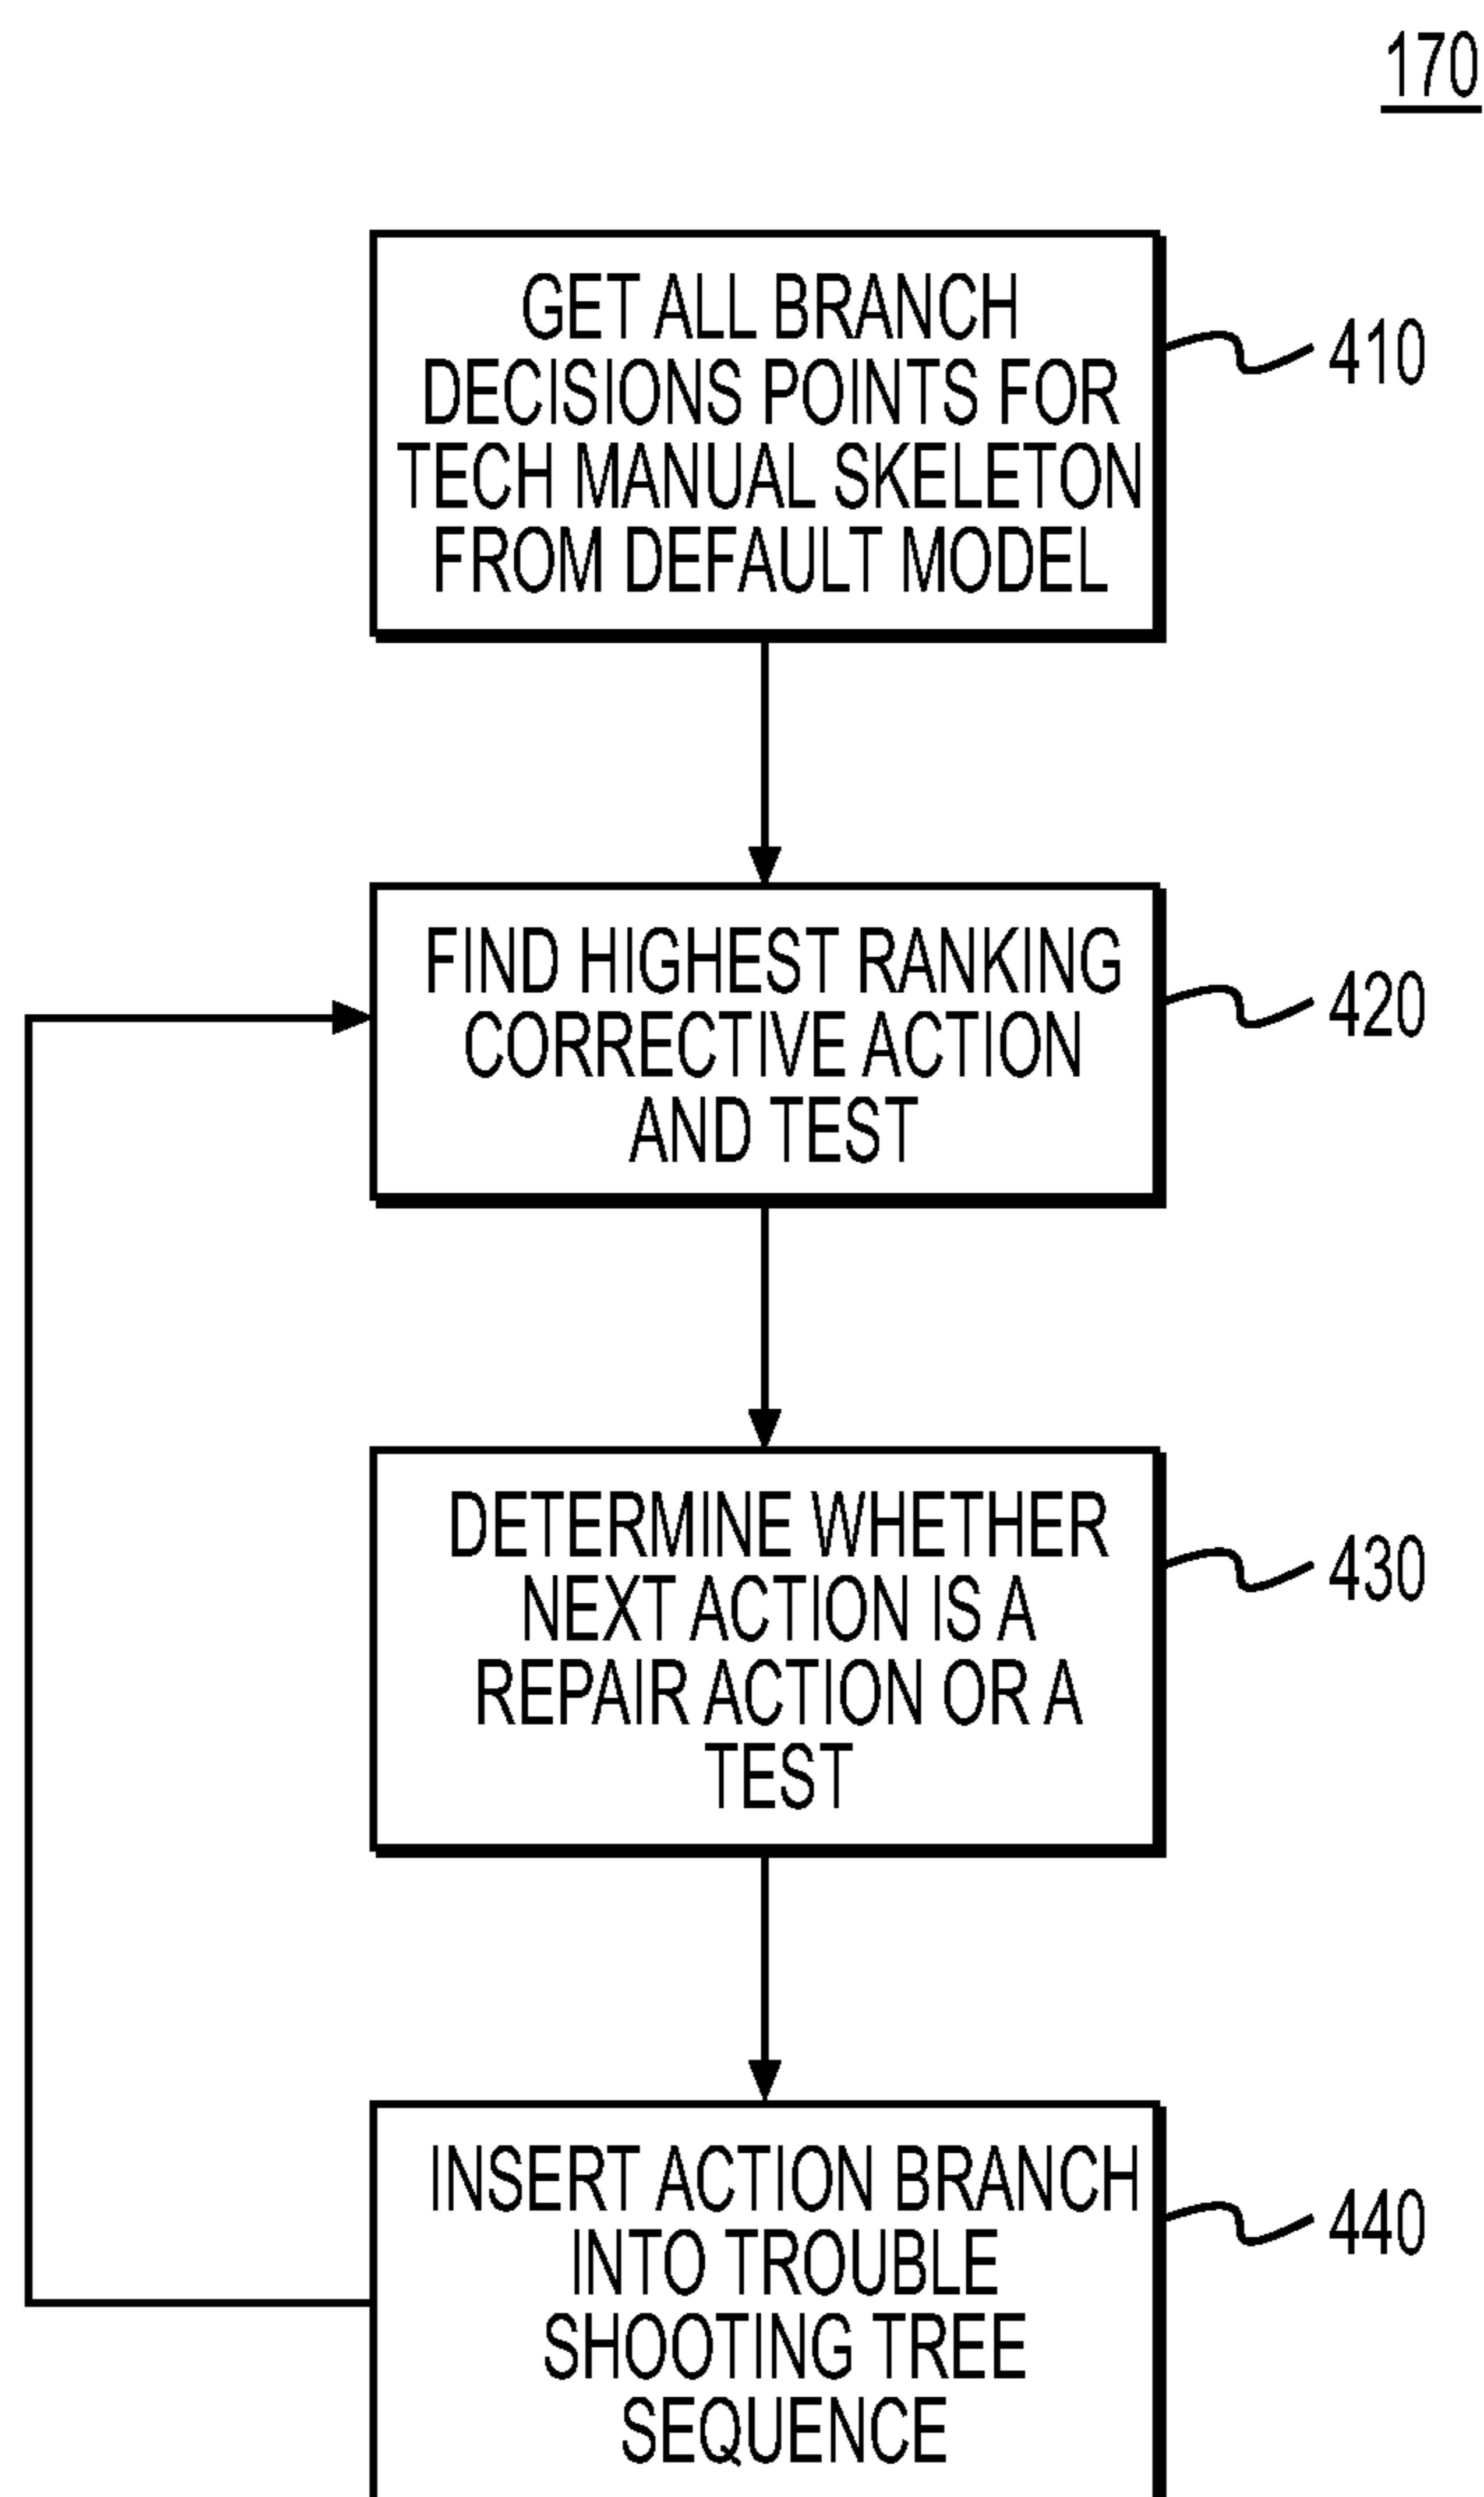 170
GET ALL BRANCH
DECISIONS POINTS FOR
TECH MANUAL SKELETON
FROM DEFAULT MODEL
410
FIND HIGHEST RANKING
CORRECTIVE ACTION
AND TEST
420
DETERMINE WHETHER
NEXT ACTION IS A
REPAIR ACTION OR A
TEST
430
INSERT ACTION BRANCH
INTO TROUBLE
SHOOTING TREE
SEQUENCE
440